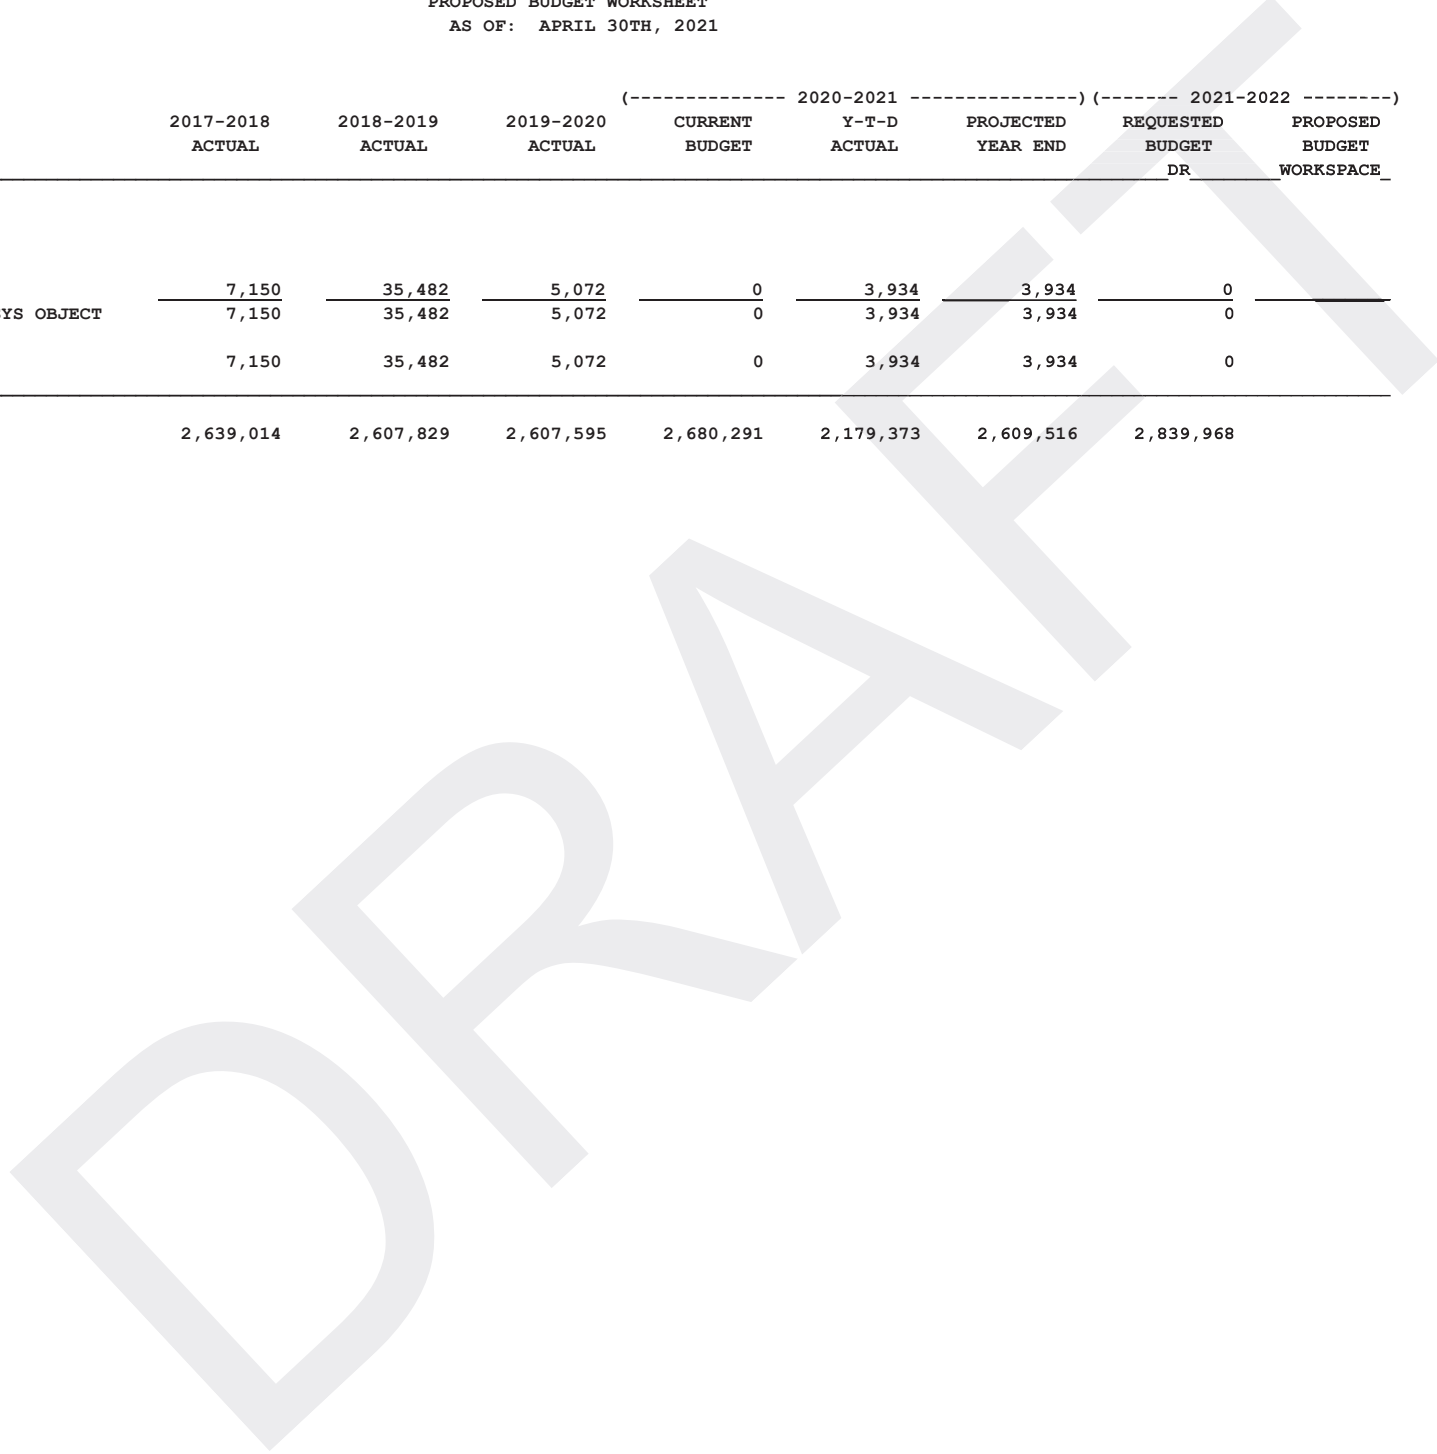 PROPOSED BUDGET WORKSHEET
AS OF: APRIL 30TH, 2021
(-------------- 2020-2021 ---------------)(------- 2021-2022 --------)
2017-2018 2018-2019 2019-2020 CURRENT Y-T-D PROJECTED REQUESTED PROPOSED
ACTUAL ACTUAL ACTUAL BUDGET ACTUAL YEAR END BUDGET BUDGET
DR WORKSPACE
7,150 35,482 5,072 0 3,934 3,934 0
YS OBJECT 7,150 35,482 5,072 0 3,934 3,934 0
7,150 35,482 5,072 0 3,934 3,934 0
2,639,014 2,607,829 2,607,595 2,680,291 2,179,373 2,609,516 2,839,968
DRAFT